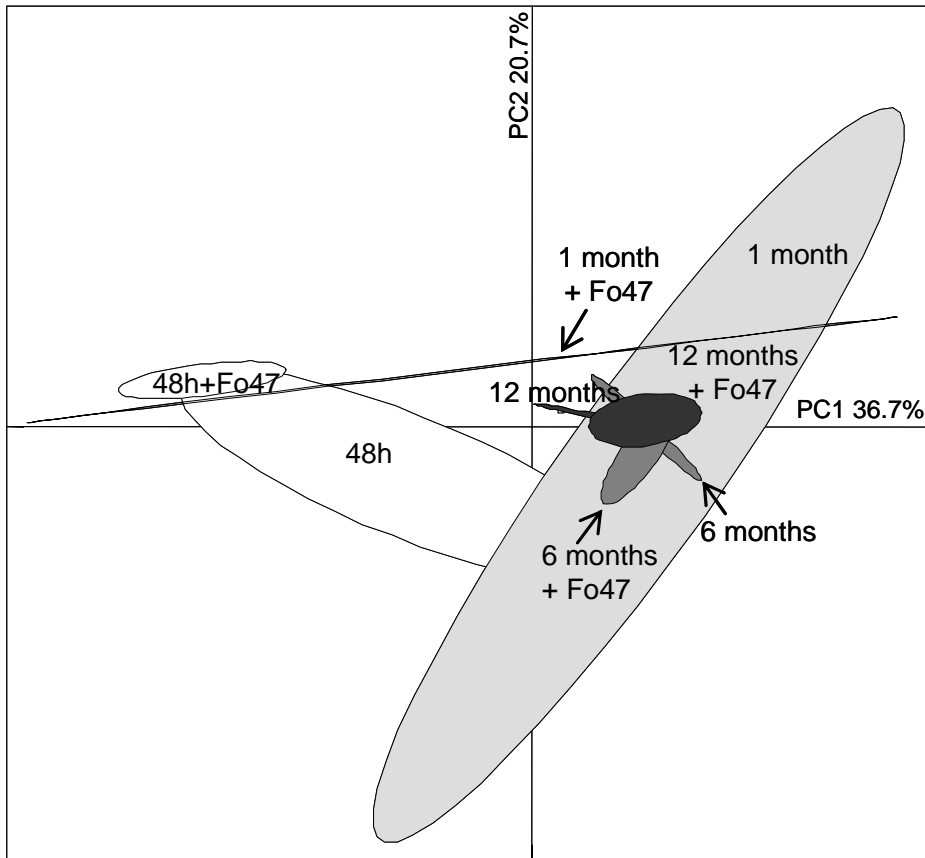 PC2 20.7%
1 month
1 month
+ Fo47
12 months
+ Fo47
48h+Fo47
12 months
PC1 36.7%
48h
6 months
6 months
+ Fo47